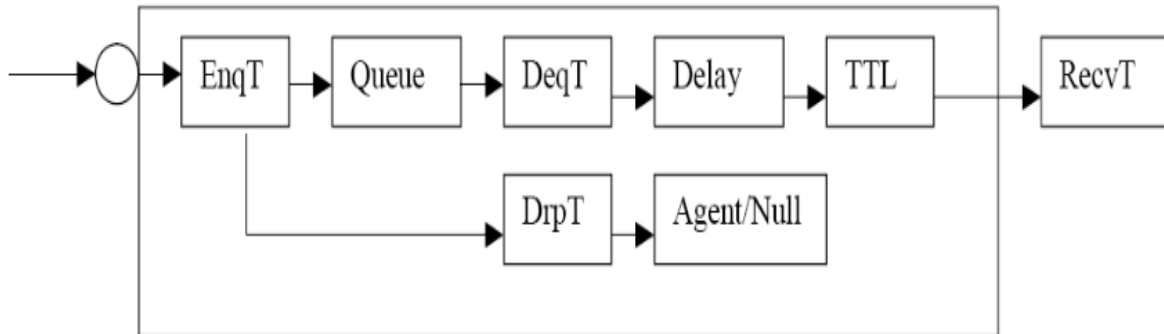 EnqT
Queue
DeqT
Delay
TTL
RecvT
DrpT
Agent/Null